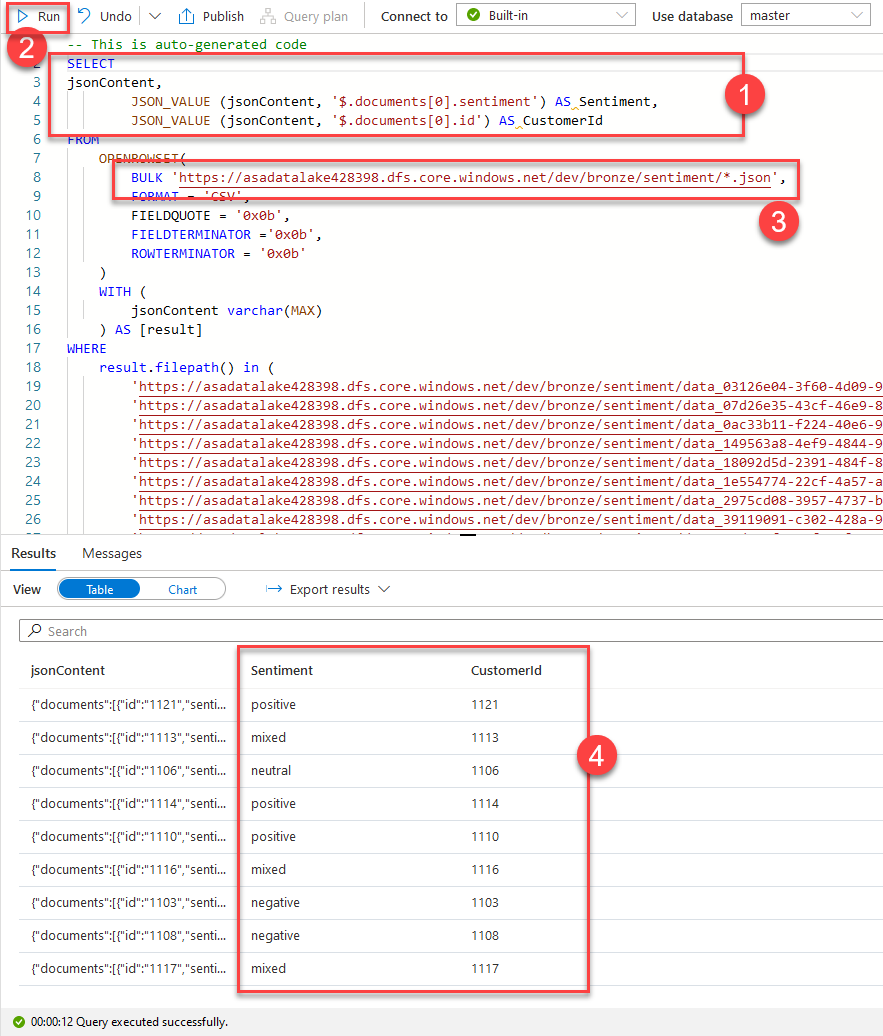 Run Undo Publish Query plan Connect to Built-in Use database master
2
-- This is auto-generated code
2 SELECT
3 jsonContent,
4 JSON_VALUE (jsonContent, '$.documents[0].sentiment') AS Sentiment,
1
5 JSON_VALUE (jsonContent, '$.documents[0].id') AS CustomerId
6 FROM
7 OPENROWSET(
8 BULK 'https://asadatalake428398.dfs.core.windows.net/dev/bronze/sentiment/*.json',
9 FORMAT = 'CSV',
3
10 FIELDQUOTE = '0x0b',
11 FIELDTERMINATOR ='0x0b',
12 ROWTERMINATOR = '0x0b'
13 )
14 WITH (
15 jsonContent varchar(MAX)
16 ) AS [result]
17 WHERE
18 result.filepath() in (
19 'https://asadatalake428398.dfs.core.windows.net/dev/bronze/sentiment/data_03126e04-3f60-4d09-9
20 'https://asadatalake428398.dfs.core.windows.net/dev/bronze/sentiment/data_07d26e35-43cf-46e9-8
21 'https://asadatalake428398.dfs.core.windows.net/dev/bronze/sentiment/data_0ac33b11-f224-40e6-9
22 'https://asadatalake428398.dfs.core.windows.net/dev/bronze/sentiment/data_149563a8-4ef9-4844-9
23 'https://asadatalake428398.dfs.core.windows.net/dev/bronze/sentiment/data_18092d5d-2391-484f-8
24 'https://asadatalake428398.dfs.core.windows.net/dev/bronze/sentiment/data_1e554774-22cf-4a57-a
25 'https://asadatalake428398.dfs.core.windows.net/dev/bronze/sentiment/data_2975cd08-3957-4737-b
26 'https://asadatalake428398.dfs.core.windows.net/dev/bronze/sentiment/data_39119091-c302-428a-9
Results Messages
View Table Chart Export results
Search
jsonContent Sentiment CustomerId
{"documents":[{"id":"1121","senti... positive 1121
{"documents":[{"id":"1113","senti... mixed 1113
4
{"documents":[{"id":"1106","senti... neutral 1106
{"documents":[{"id":"1114","senti... positive 1114
{"documents":[{"id":"1110","senti... positive 1110
{"documents":[{"id":"1116","senti... mixed 1116
{"documents":[{"id":"1103","senti... negative 1103
{"documents":[{"id":"1108","senti... negative 1108
{"documents":[{"id":"1117","senti... mixed 1117
00:00:12 Query executed successfully.